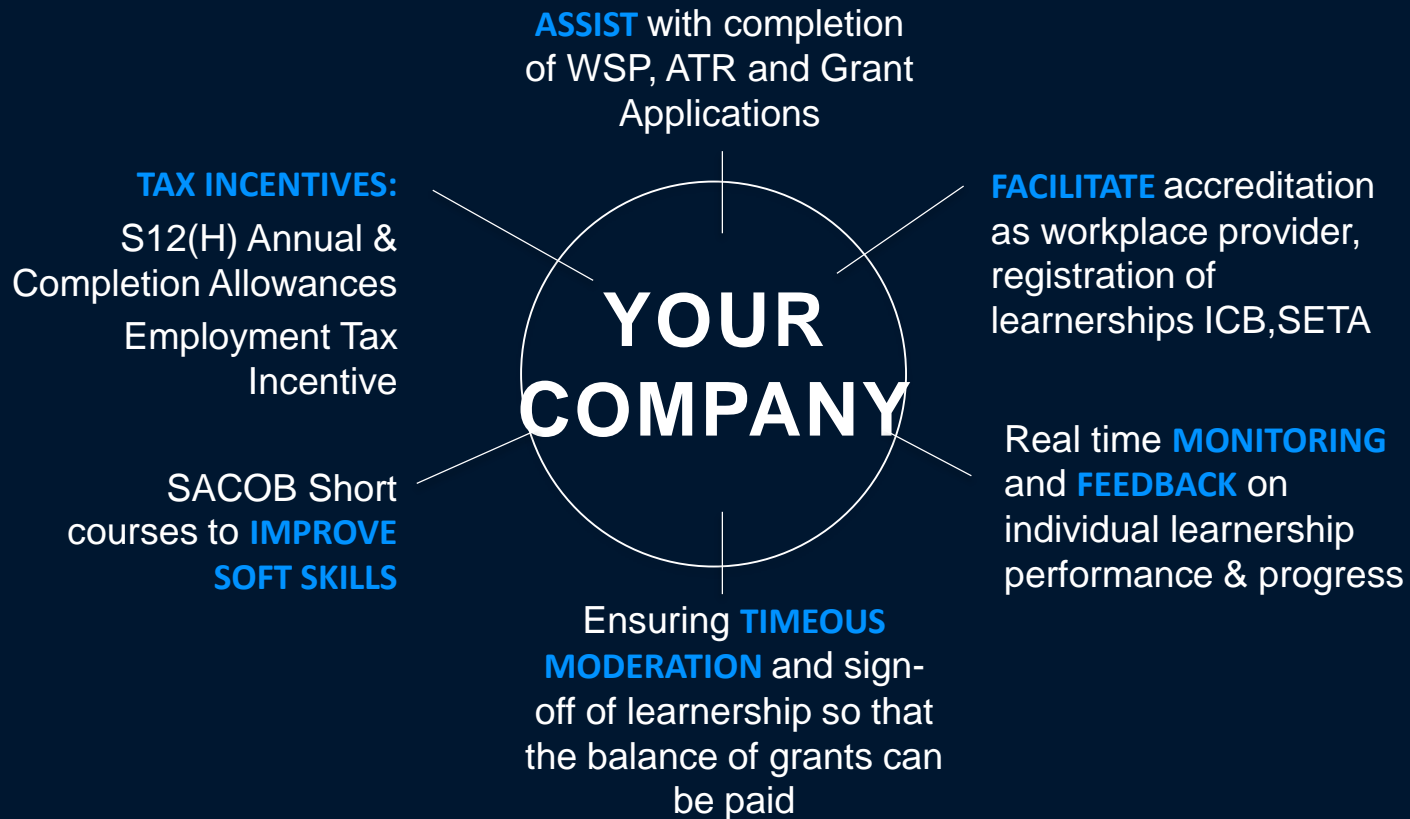 ASSIST with completion
of WSP, ATR and Grant
Applications
TAX INCENTIVES:
S12(H) Annual &
Completion Allowances
Employment Tax
Incentive
FACILITATE accreditation
as workplace provider,
registration of
learnerships ICB,SETA
YOUR
COMPANY
SACOB Short
courses to IMPROVE
SOFT SKILLS
Real time MONITORING
and FEEDBACK on
individual learnership
performance & progress
Ensuring TIMEOUS
MODERATION and sign-
off of learnership so that
the balance of grants can
be paid